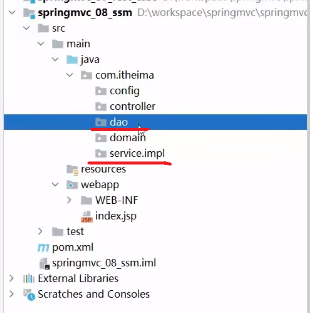 springmvc_08_ssm D:\workspace\springmvc\springmvc
src
main
java
com.itheima
config
controller
dao
domain
service.impl
resources
webapp
WEB-INF
index.jsp
test
pom.xml
springmvc_08_ssm.iml
External Libraries
Scratches and Consoles